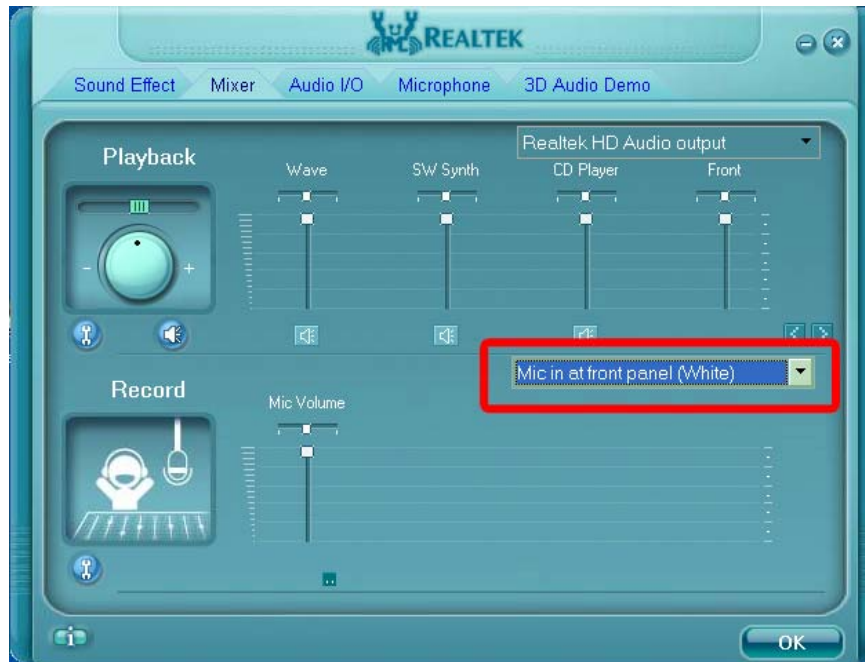 REALTEK
Sound Effect Mixer Audio I/O Microphone 3D Audio Demo
Realtek HD Audio output
Playback
Wave SW Synth CD Player Front
- +
Mic in at front panel (White)
Record
Mic Volume
i
OK